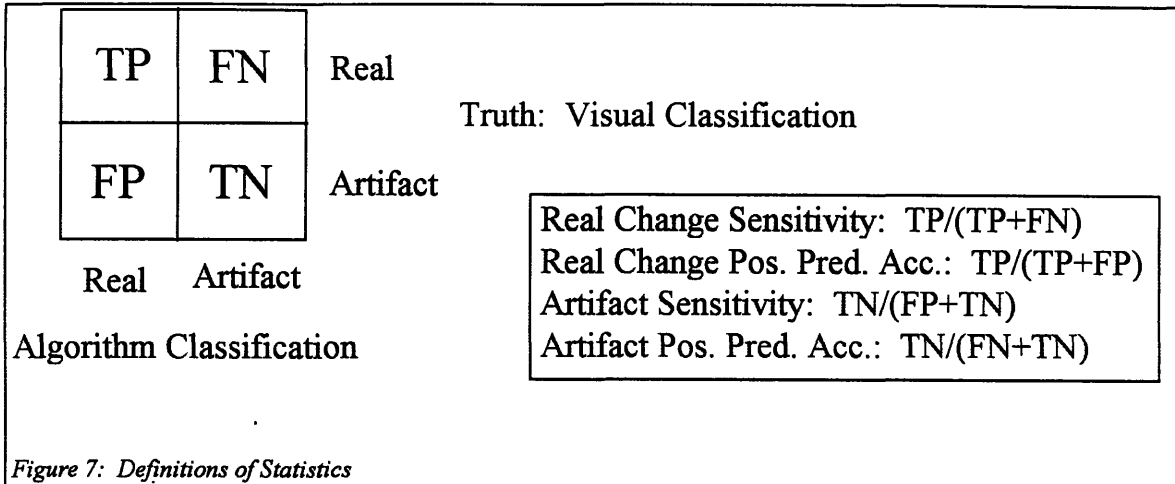 TP FN Real
Truth: Visual Classification
FP TN Artifact
Real Artifact
Algorithm Classification
Real Change Sensitivity: TP/(TP+FN)
Real Change Pos. Pred. Acc.: TP/(TP+FP)
Artifact Sensitivity: TN/(FP+TN)
Artifact Pos. Pred. Acc.: TN/(FN+TN)
Figure 7: Definitions of Statistics